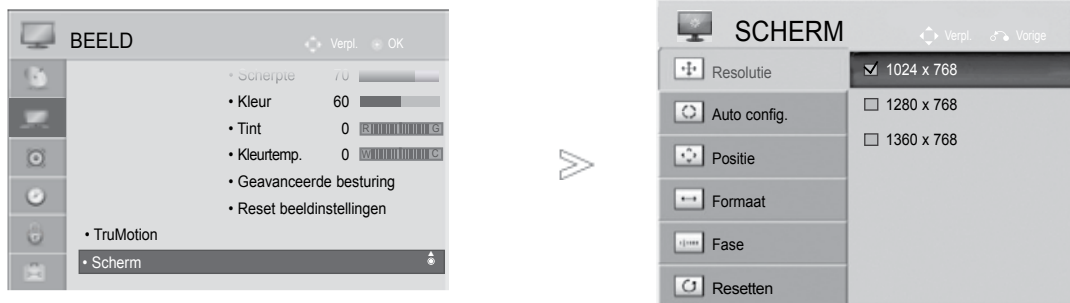 BEELD
Verpl. OK
• Scherpte 70
• Kleur 60
• Tint 0 R G
• Kleurtemp. 0 W C
• Geavanceerde besturing
• Reset beeldinstellingen
• TruMotion
• Scherm
SCHERM
Verpl. Vorige
Resolutie
Auto config.
Positie
Formaat
Fase
Resetten
1024 x 768
1280 x 768
1360 x 768